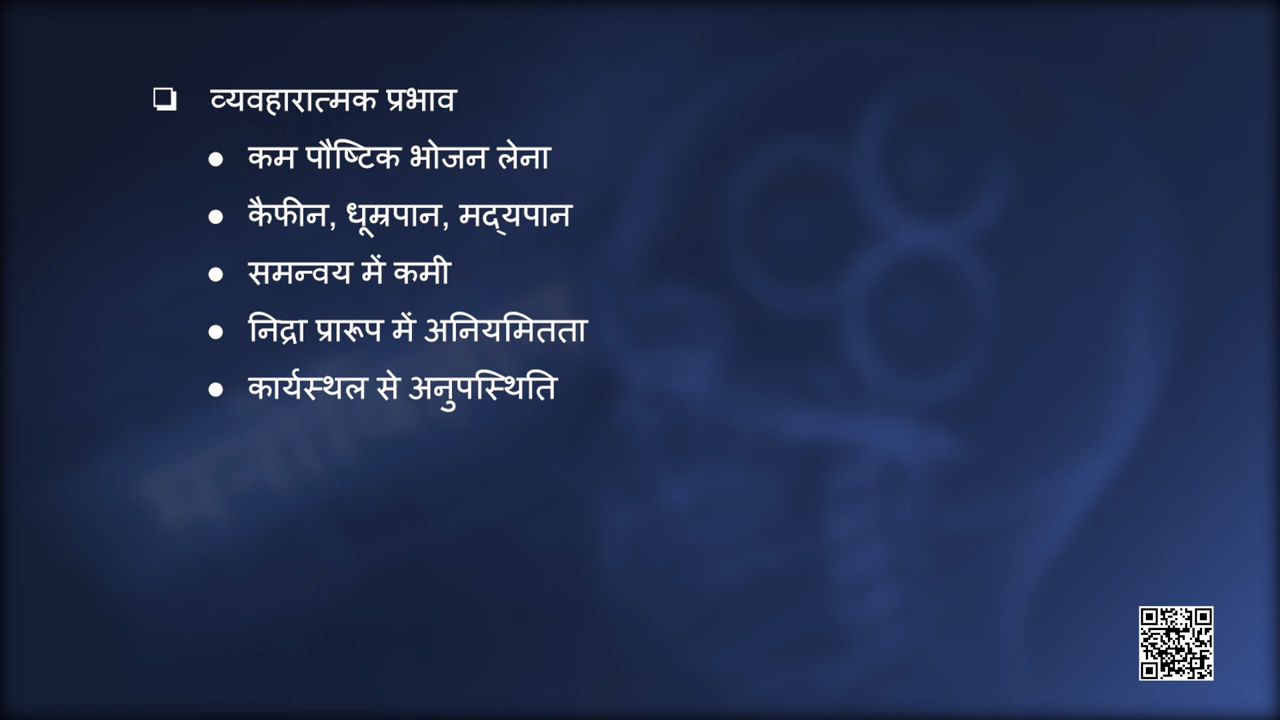 ❑ व्यवहारात्मक प्रभाव
● कम पौष्टिक भोजन लेना
● कैफीन, धूम्रपान, मद्‌यपान
● समन्वय में कमी
● निद्रा प्रारूप में अनियमितता
● कार्यस्थल से अनुपस्थिति